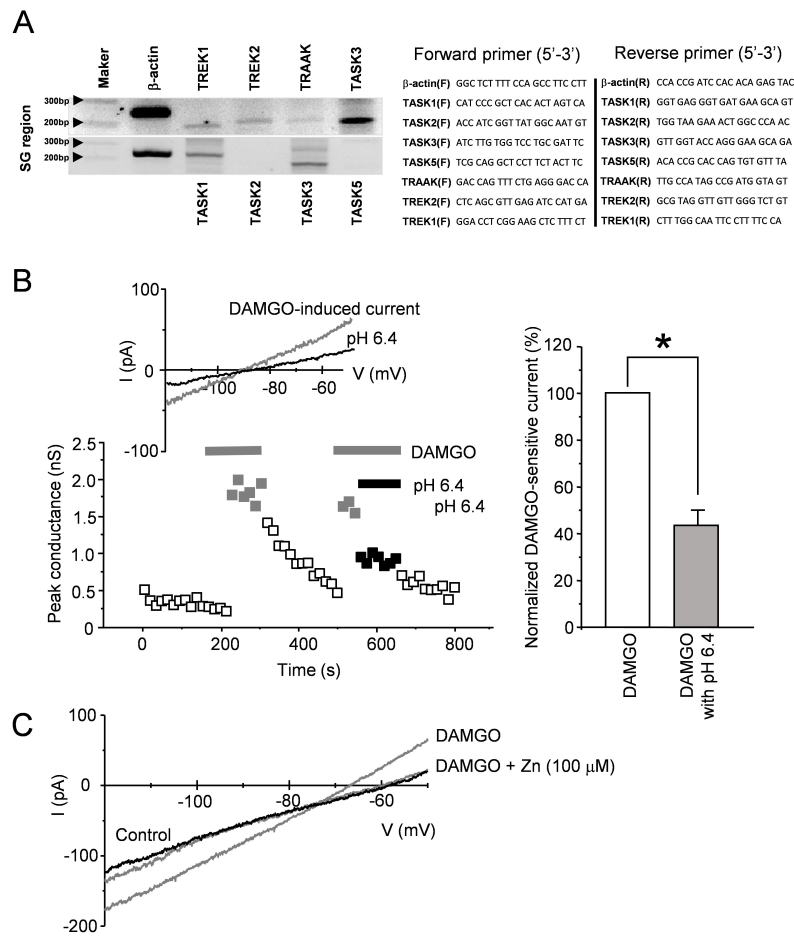 A
Maker
β-actin
TREK1
TREK2
TRAAK
TASK3
SG region
300bp
200bp
300bp
200bp
TASK1
TASK2
TASK3
TASK5
Forward primer (5'-3')
β-actin(F) GGC TCT TTT CCA GCC TTC CTT
TASK1(F) CAT CCC GCT CAC ACT AGT CA
TASK2(F) ACC ATC GGT TAT GGC AAT GT
TASK3(F) ATC TTG TGG TCC TGC GAT TC
TASK5(F) TCG CAG GCT CCT TCT ACT TC
TRAAK(F) GAC CAG TTT CTG AGG GAC CA
TREK2(F) CTC AGC GTT GAG ATC CAT GA
TREK1(F) GGA CCT CGG AAG CTC TTT CT
Reverse primer (5'-3')
β-actin(R) CCA CCG ATC CAC ACA GAG TAC
TASK1(R) GGT GAG GGT GAT GAA GCA GT
TASK2(R) TGG TAA GAA ACT GGC CCA AC
TASK3(R) GTT GGT ACC AGG GAA GCA GA
TASK5(R) ACA CCG CAC CAG TGT GTT TA
TRAAK(R) TTG CCA TAG CCG ATG GTA GT
TREK2(R) GCG TAG GTT GTT GGG TCT GT
TREK1(R) CTT TGG CAA TTC CTT TTC CA
B
100
0
-100
I (pA)
DAMGO-induced current
pH 6.4
V (mV)
-100
-80
-60
2.5
2.0
1.5
1.0
0.5
0
Peak conductance (nS)
DAMGO
pH 6.4
pH 6.4
0
200
400
600
800
Time (s)
120
100
80
60
40
20
0
Normalized DAMGO-sensitive current (%)
*
DAMGO
DAMGO
with pH 6.4
C
100
0
-100
-200
I (pA)
-100
-80
-60
V (mV)
DAMGO
DAMGO + Zn (100 μM)
Control